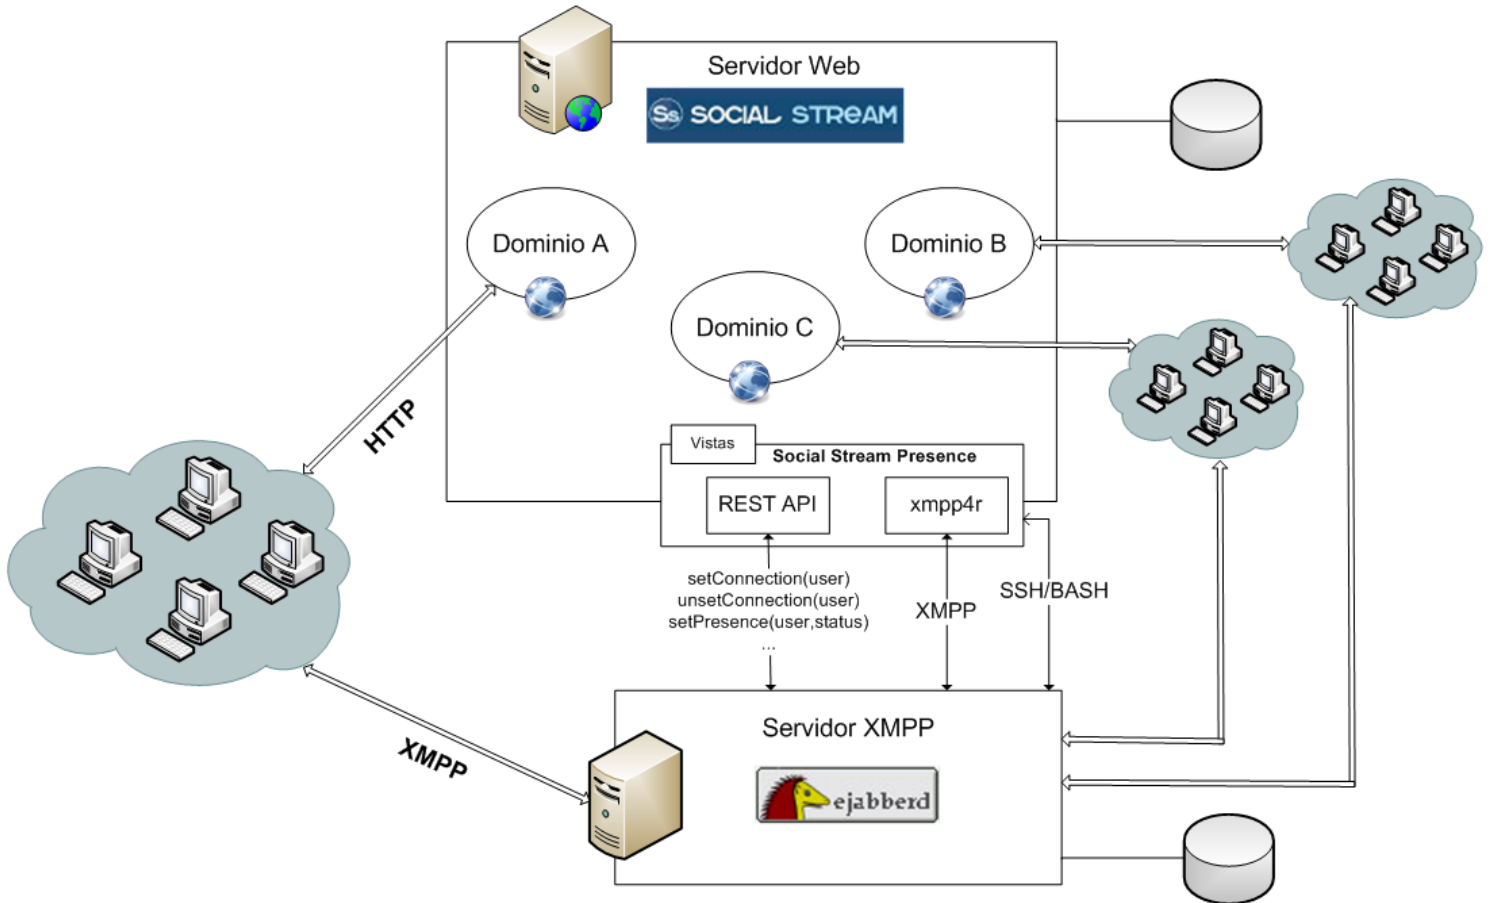 Servidor Web
Ss SOCIAL STREAM
Dominio A
Dominio B
Dominio C
HTTP
Vistas
Social Stream Presence
REST API
xmpp4r
setConnection(user)
unsetConnection(user)
setPresence(user,status)
...
XMPP
SSH/BASH
XMPP
Servidor XMPP
ejabberd